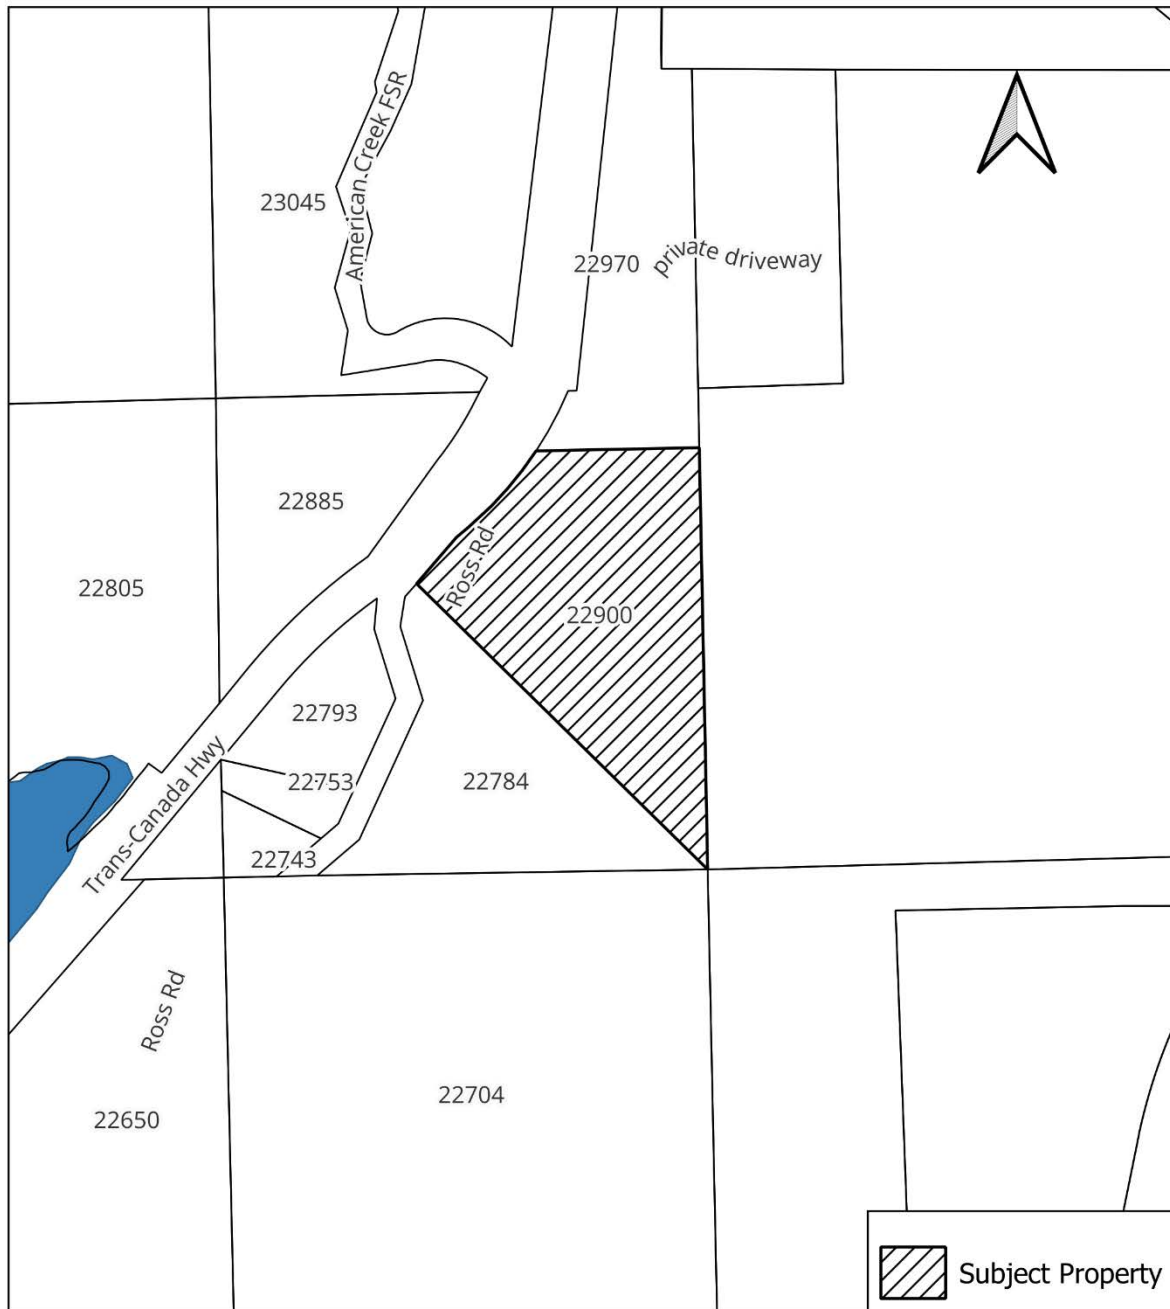 American Creek FSR
23045
22970
private driveway
22885
22805
Ross Rd
22900
22793
Trans-Canada Hwy
22753
22784
22743
Ross Rd
22704
22650
Subject Property